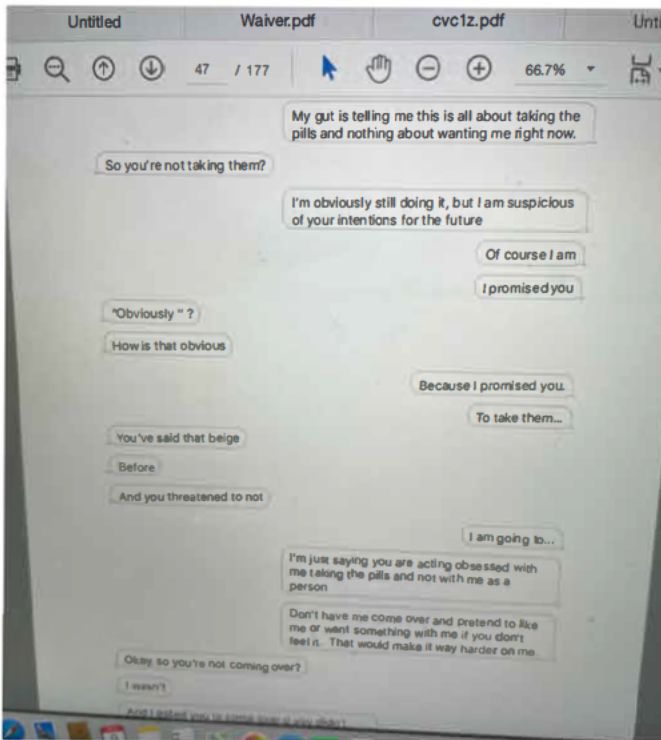 Untitled
Waiver.pdf
cvc1z.pdf
47 / 177
66.7%
My gut is telling me this is all about taking the
pills and nothing about wanting me right now.
So you're not taking them?
I'm obviously still doing it, but I am suspicious
of your intentions for the future
Of course I am
I promised you
"Obviously " ?
How is that obvious
Because I promised you.
To take them...
You've said that beige
Before
And you threatened to not
I am going to...
I'm just saying you are acting obsessed with
me taking the pills and not with me as a
person
Don't have me come over and pretend to like
me or want something with me if you don't
feel it. That would make it way harder on me
Okay, so you're not coming over?
I wasn't
And I asked you to come over